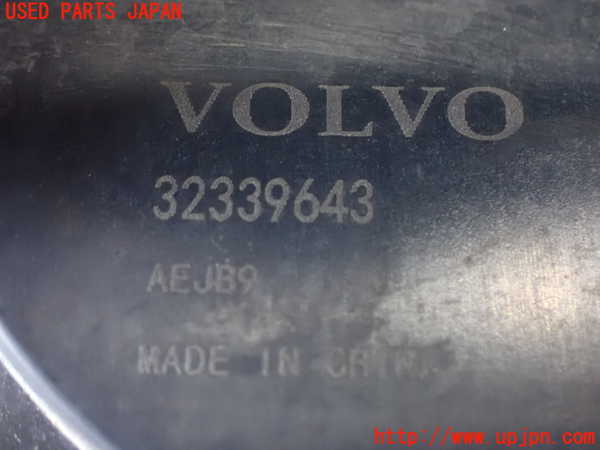 USED PARTS JAPAN
VOLVO
32339643
AEJB9
MADE IN CHINA
http://www.upjpn.com/